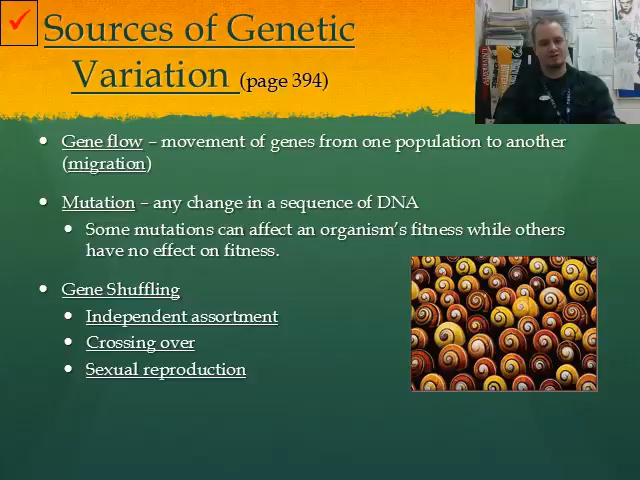 Sources of Genetic
Variation (page 394)
• Gene flow – movement of genes from one population to another
(migration)
• Mutation – any change in a sequence of DNA
• Some mutations can affect an organism's fitness while others
have no effect on fitness.
• Gene Shuffling
• Independent assortment
• Crossing over
• Sexual reproduction